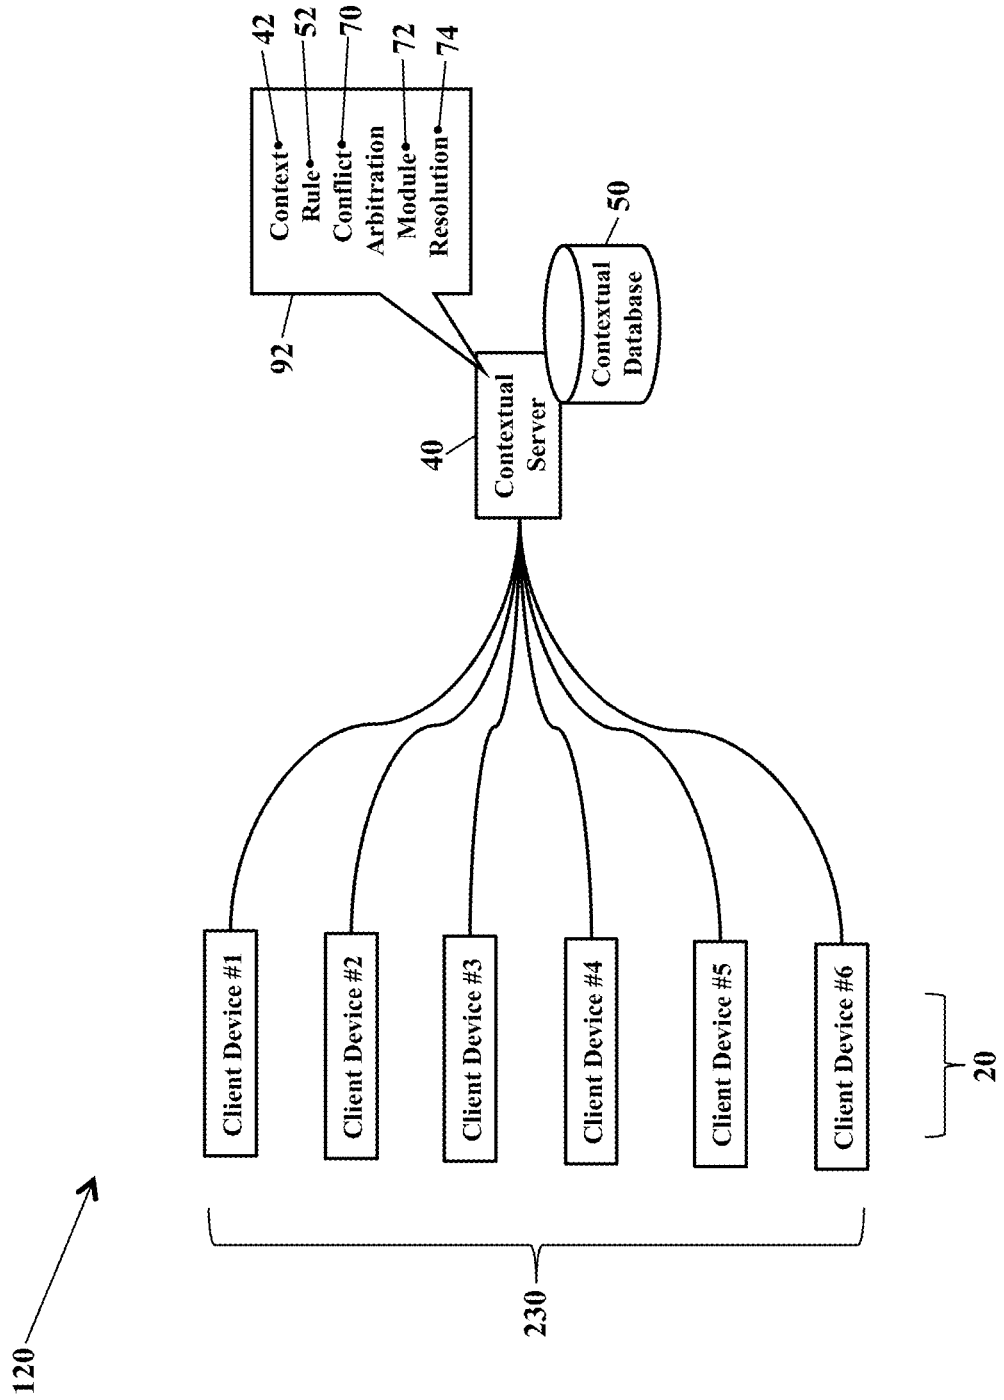 120
230
20
Client Device #1
Client Device #2
Client Device #3
Client Device #4
Client Device #5
Client Device #6
40
Contextual
Server
50
Contextual
Database
92
Context
Rule
Conflict
Arbitration
Module
Resolution
42
52
70
72
74